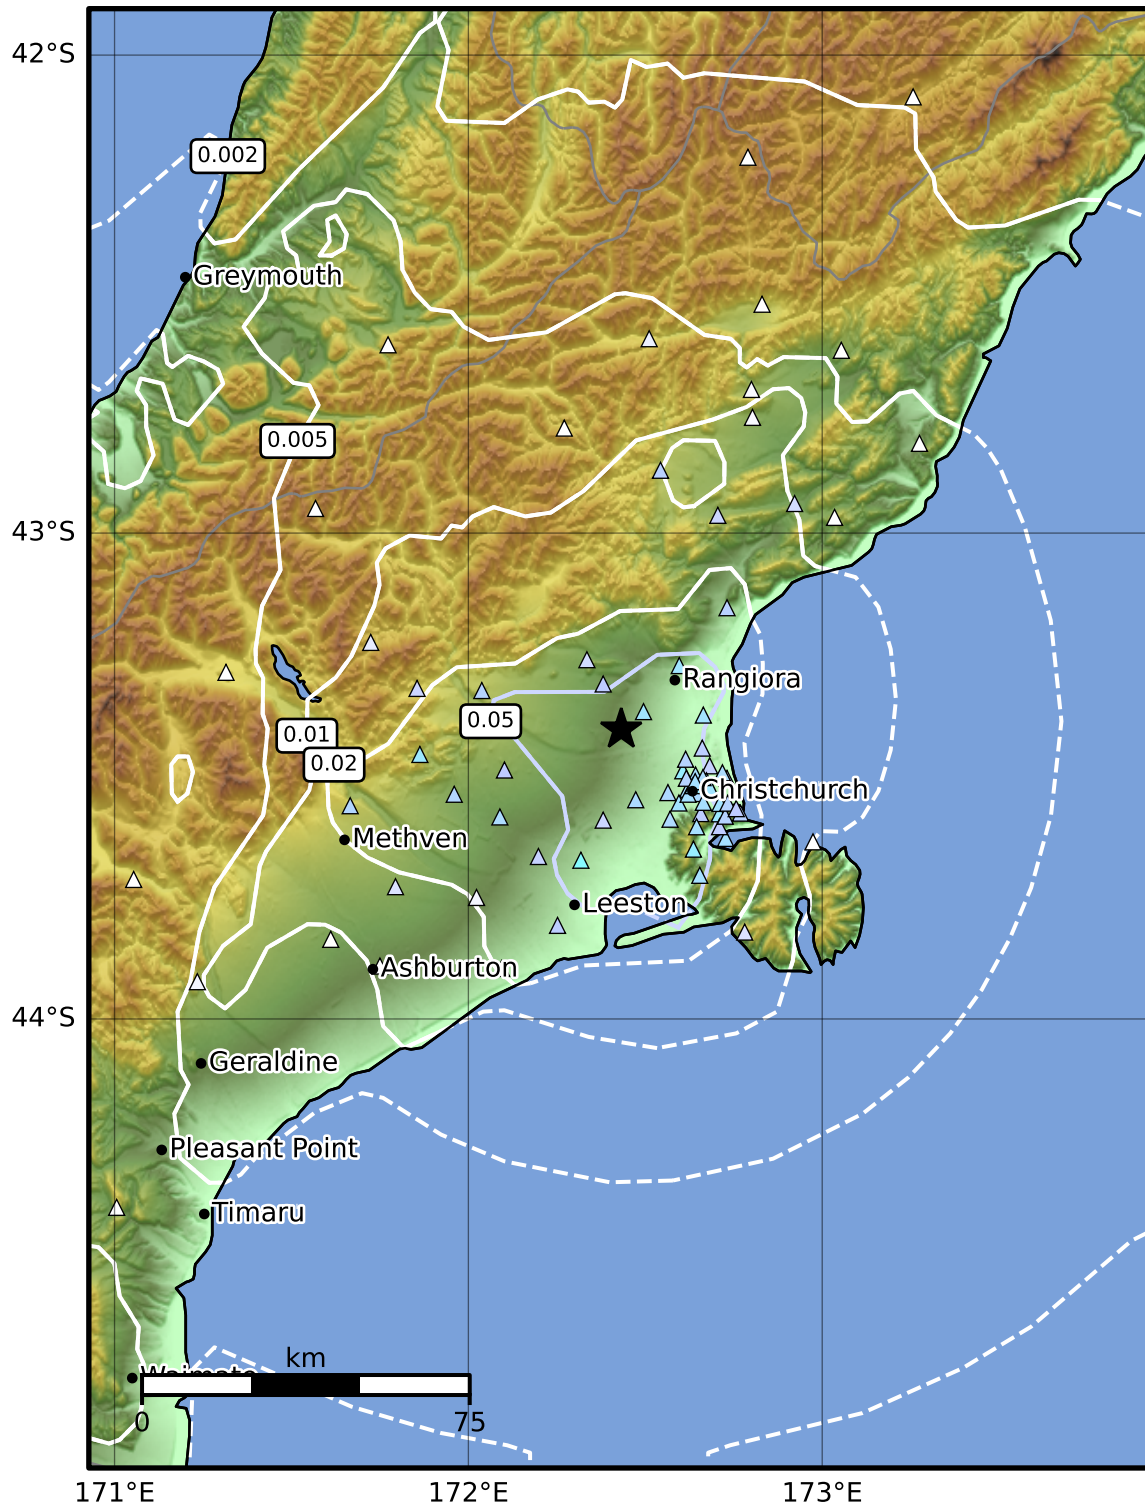 42°S
0.002
Greymouth
0.005
43°S
Rangiora
0.05
0.01
0.02
Christchurch
Methven
Leeston
Ashburton
44°S
Geraldine
Pleasant Point
Timaru
km
Waimate
0 75
171°E 172°E 173°E